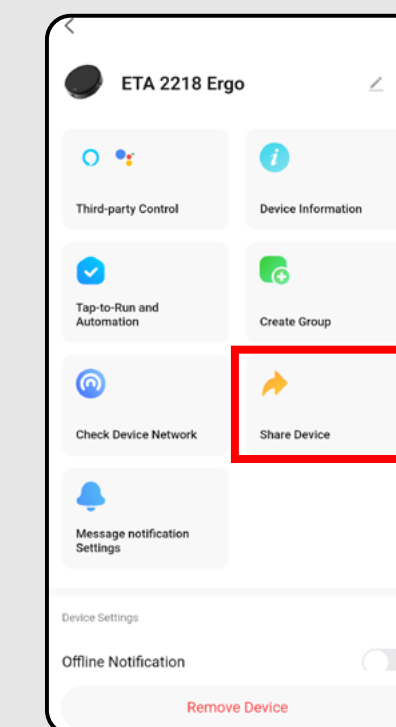 ETA 2218 Ergo
Third-party Control
Device Information
Tap-to-Run and
Automation
Create Group
Check Device Network
Share Device
Message notification
Settings
Device Settings
Offline Notification
Remove Device